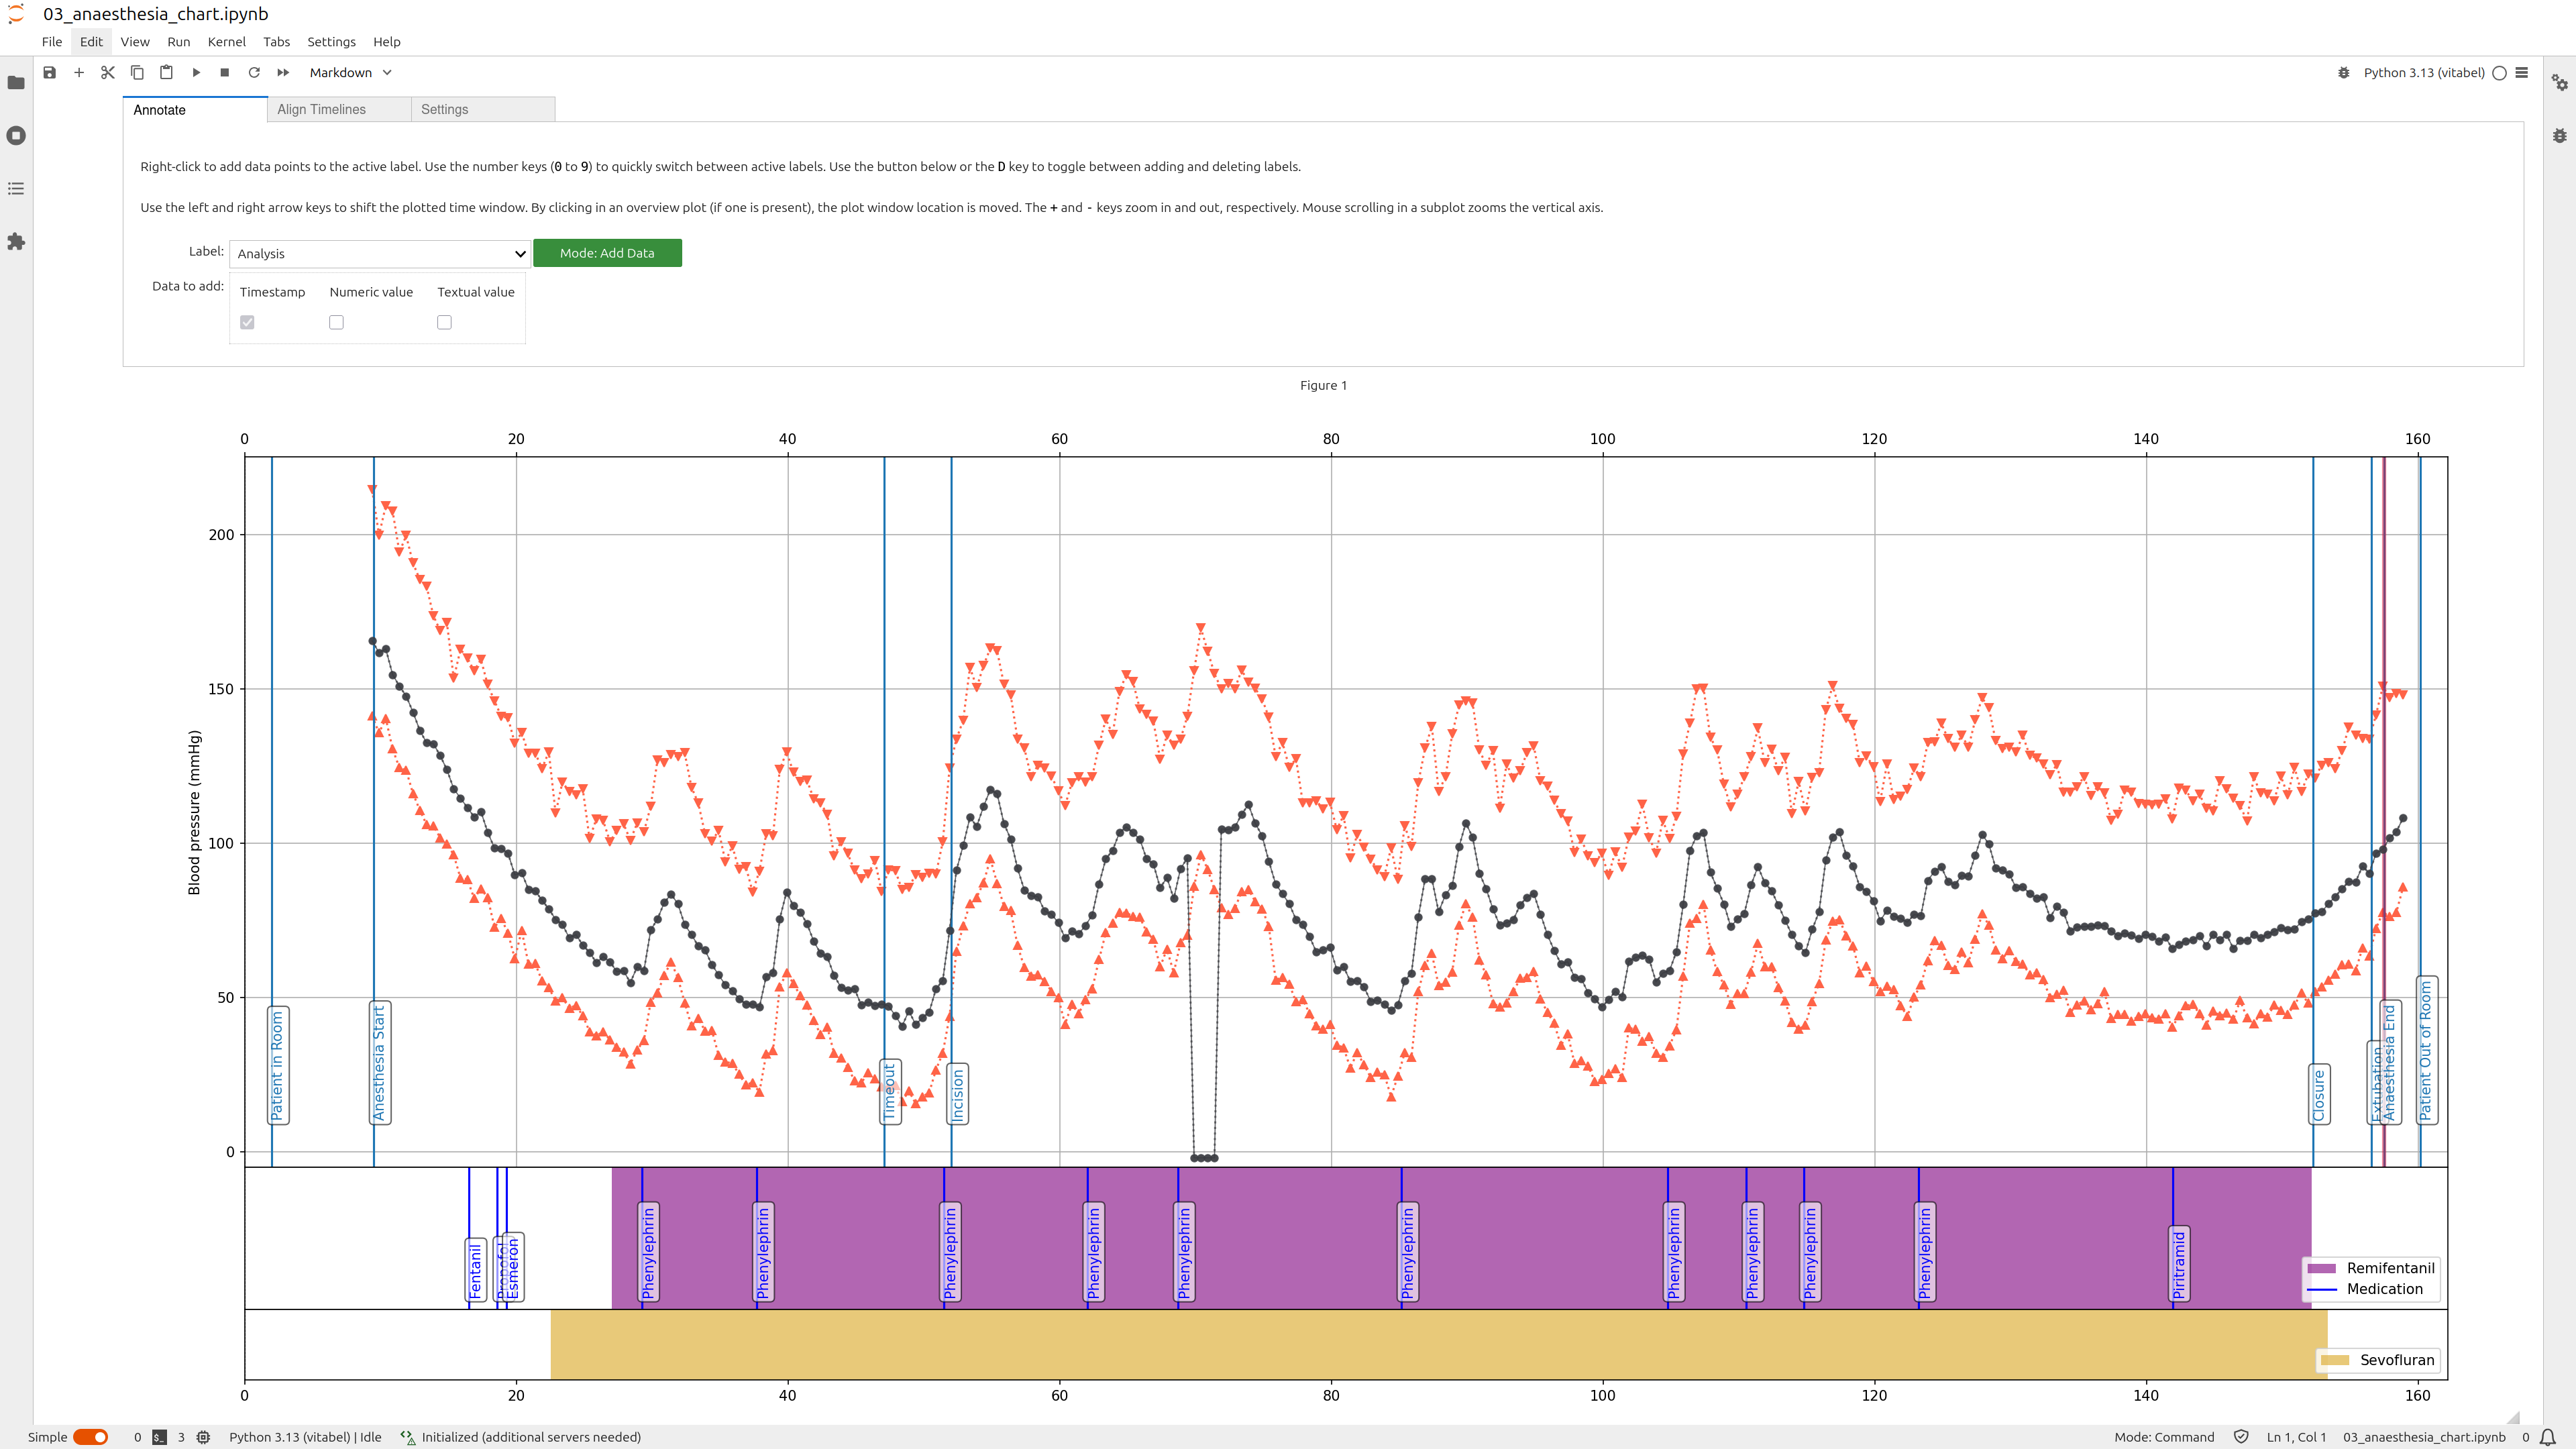 03_anaesthesia_chart.ipynb
File Edit View Run Kernel Tabs Settings Help
Markdown
Python 3.13 (vitabel)
Annotate Align Timelines Settings
Right-click to add data points to the active label. Use the number keys (0 to 9) to quickly switch between active labels. Use the button below or the D key to toggle between adding and deleting labels.
Use the left and right arrow keys to shift the plotted time window. By clicking in an overview plot (if one is present), the plot window location is moved. The + and - keys zoom in and out, respectively. Mouse scrolling in a subplot zooms the vertical axis.
Label: Analysis Mode: Add Data
Data to add: Timestamp Numeric value Textual value
Figure 1
0 20 40 60 80 100 120 140 160
200
150
100
50
0
Blood pressure (mmHg)
Patient in Room
Anesthesia Start
Timeout
Incision
Closure
Extubation
Anaesthesia End
Patient Out of Room
Fentanil
Propofol
Esmeron
Phenylephrin
Phenylephrin
Phenylephrin
Phenylephrin
Phenylephrin
Phenylephrin
Phenylephrin
Phenylephrin
Phenylephrin
Phenylephrin
Piritramid
Remifentanil
Medication
Sevofluran
0 20 40 60 80 100 120 140 160
Simple 0 $_ 3 Python 3.13 (vitabel) | Idle Initialized (additional servers needed) Mode: Command Ln 1, Col 1 03_anaesthesia_chart.ipynb 0